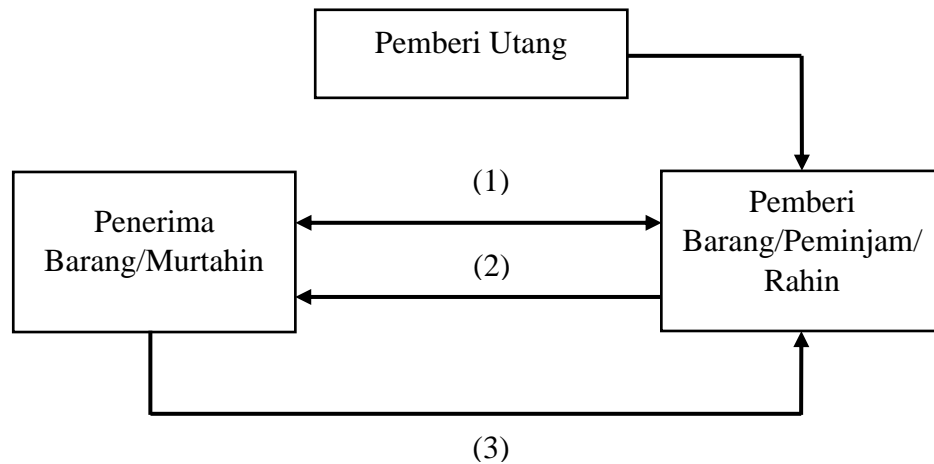 Pemberi Utang
(1)
Penerima
Barang/Murtahin
Pemberi
Barang/Peminjam/
Rahin
(2)
(3)